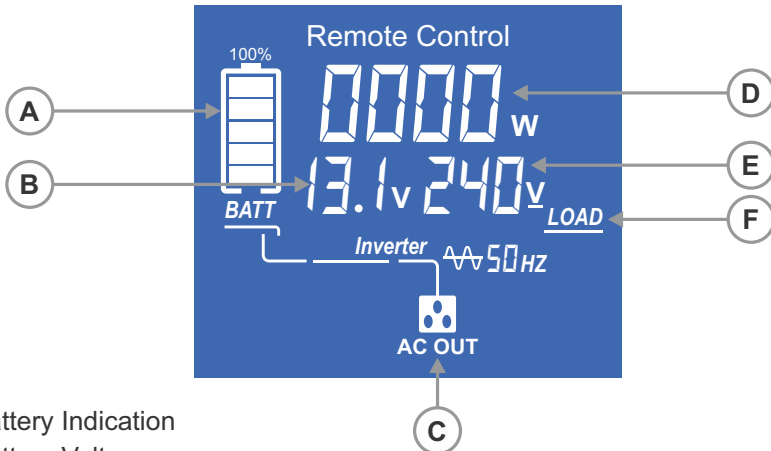 Remote Control
100%
A
0000 W
D
B
13.1 V 240 V
E
BATT
LOAD
F
Inverter 50 HZ
AC OUT
C
ttery Indication